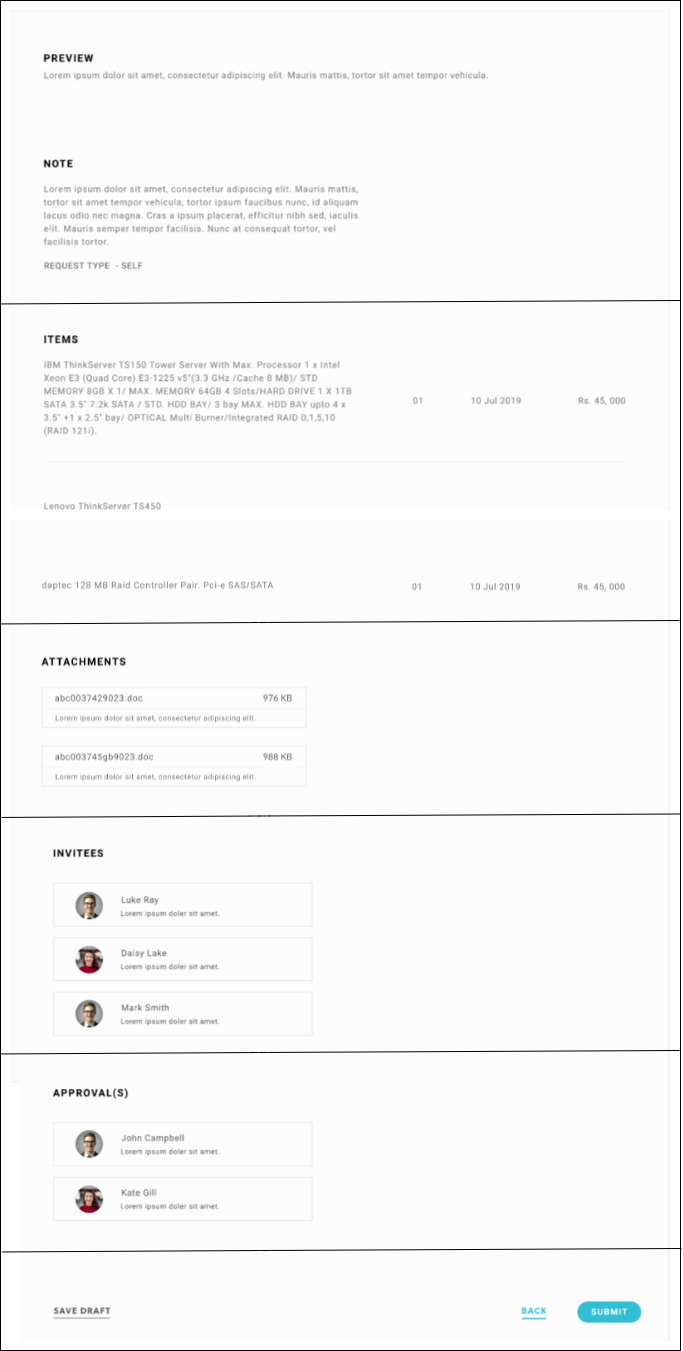 PREVIEW
Lorem ipsum dolor sit amet, consectetur adipiscing elit. Mauris mattis, tortor sit amet tempor vehicula.
NOTE
Lorem ipsum dolor sit amet, consectetur adipiscing elit. Mauris mattis,
tortor sit amet tempor vehicula, tortor ipsum faucibus nunc, id aliquam
lacus odio nec magna. Cras a ipsum placerat, efficitur nibh sed, iaculis
elit. Mauris semper tempor facilisis. Nunc at consequat tortor, vel
facilisis tortor.
REQUEST TYPE - SELF
ITEMS
IBM ThinkServer TS150 Tower Server With Max. Processor 1 x Intel
Xeon E3 (Quad Core) E3-1225 v5"(3.3 GHz /Cache 8 MB)/ STD
MEMORY 8GB X 1/ MAX. MEMORY 64GB 4 Slots/HARD DRIVE 1 X 1TB
SATA 3.5" 7.2k SATA / STD. HDD BAY/ 3 bay MAX. HDD BAY upto 4 x
3.5" +1 x 2.5" bay/ OPTICAL Multi Burner/Integrated RAID 0,1,5,10
(RAID 121i).
01 10 Jul 2019 Rs. 45, 000
Lenovo ThinkServer TS450
daptec 128 MB Raid Controller Pair. Pci-e SAS/SATA 01 10 Jul 2019 Rs. 45, 000
ATTACHMENTS
abc0037429023.doc 976 KB
Lorem ipsum dolor sit amet, consectetur adipiscing elit.
abc003745gb9023.doc 988 KB
Lorem ipsum dolor sit amet, consectetur adipiscing elit.
INVITEES
Luke Ray
Lorem ipsum doler sit amet.
Daisy Lake
Lorem ipsum doler sit amet.
Mark Smith
Lorem ipsum doler sit amet.
APPROVAL(S)
John Campbell
Lorem ipsum doler sit amet.
Kate Gill
Lorem ipsum doler sit amet.
SAVE DRAFT BACK SUBMIT